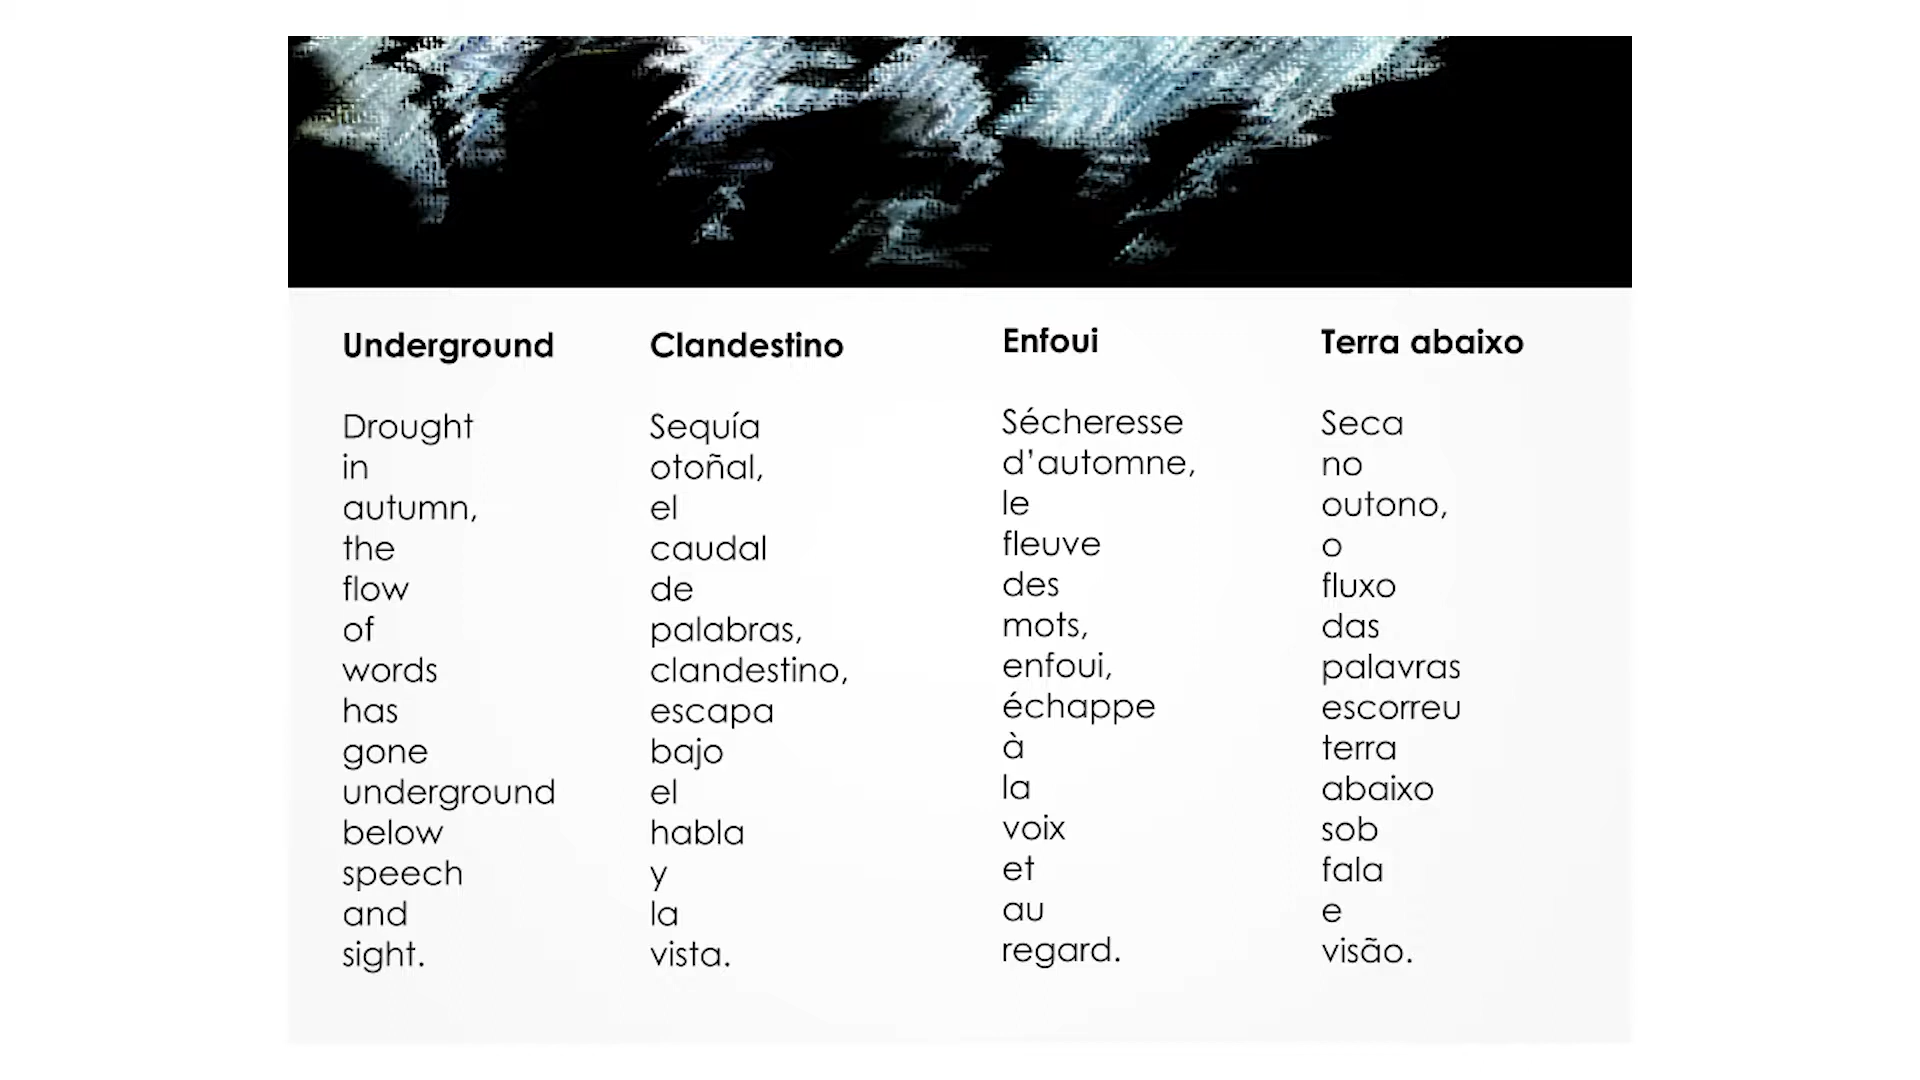 Underground
Drought
in
autumn,
the
flow
of
words
has
gone
underground
below
speech
and
sight.
Clandestino
Sequía
otoñal,
el
caudal
de
palabras,
clandestino,
escapa
bajo
el
habla
y
la
vista.
Enfoui
Sécheresse
d’automne,
le
fleuve
des
mots,
enfoui,
échappe
à
la
voix
et
au
regard.
Terra abaixo
Seca
no
outono,
o
fluxo
das
palavras
escorreu
terra
abaixo
sob
fala
e
visão.